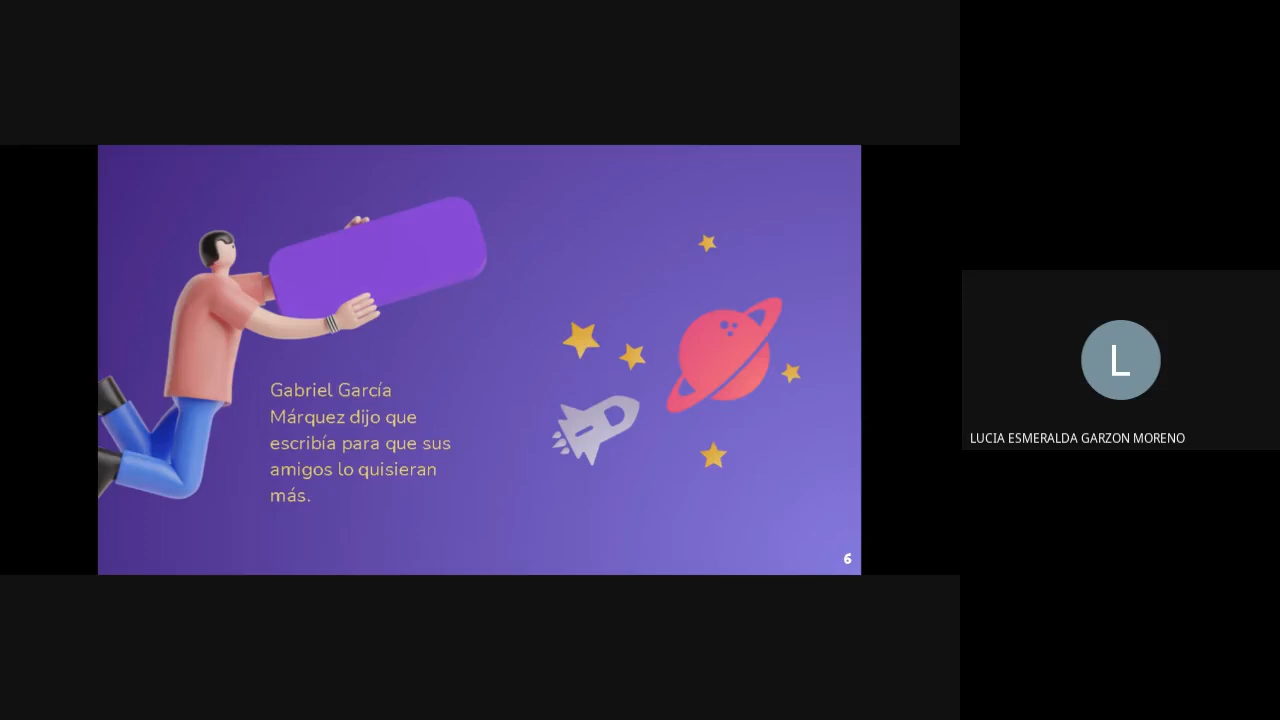 Gabriel García
Márquez dijo que
escribía para que sus
amigos lo quisieran
más.
6
L
LUCIA ESMERALDA GARZON MORENO